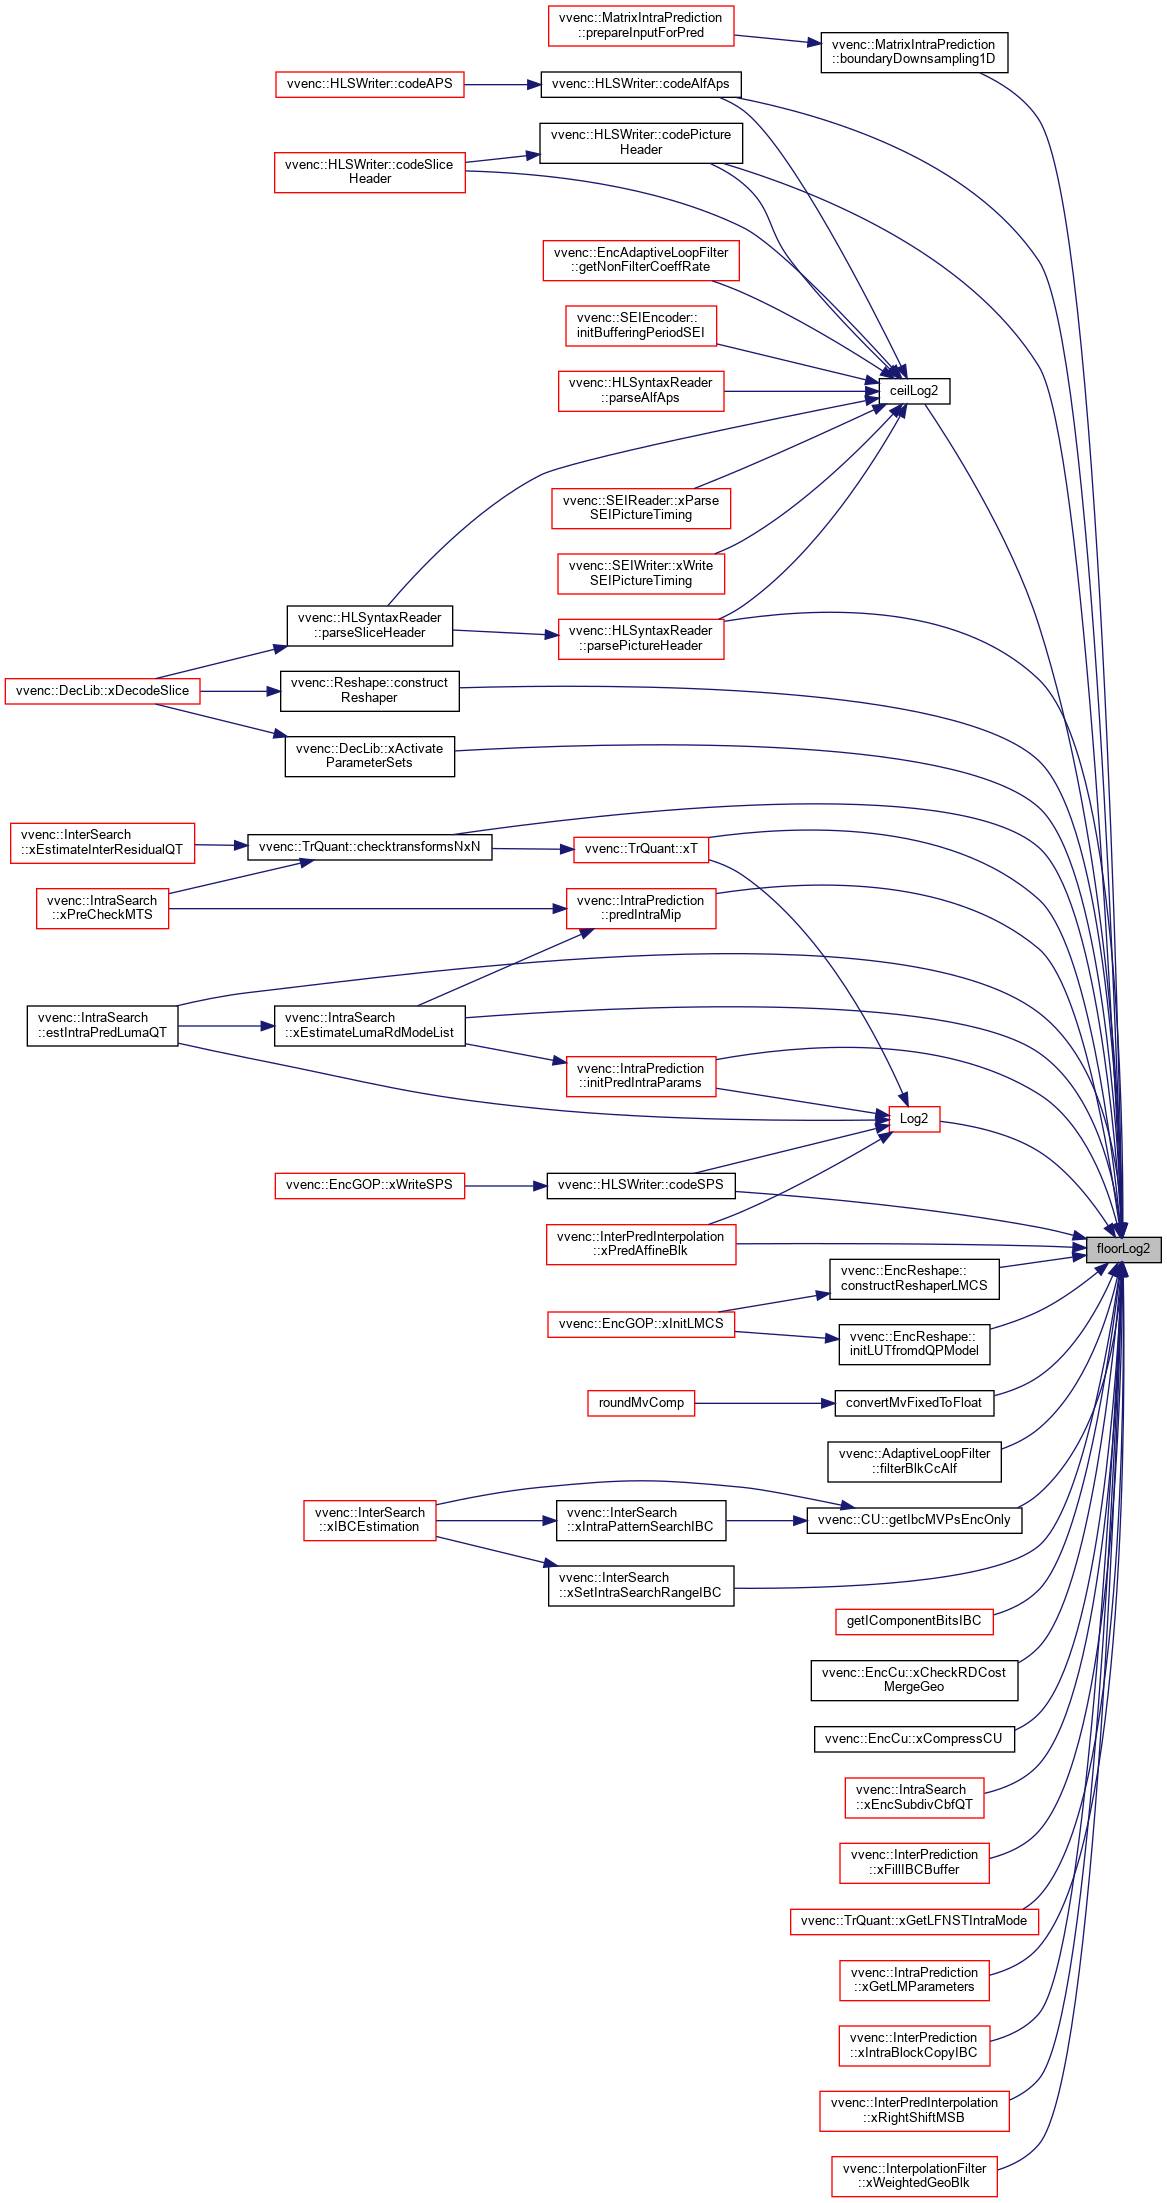 vvenc::MatrixIntraPrediction
::prepareInputForPred
vvenc::MatrixIntraPrediction
::boundaryDownsampling1D
vvenc::HLSWriter::codeAPS
vvenc::HLSWriter::codeAlfAps
vvenc::HLSWriter::codePicture
Header
vvenc::HLSWriter::codeSlice
Header
vvenc::EncAdaptiveLoopFilter
::getNonFilterCoeffRate
vvenc::SEIEncoder::
initBufferingPeriodSEI
vvenc::HLSyntaxReader
::parseAlfAps
ceilLog2
vvenc::SEIReader::xParse
SEIPictureTiming
vvenc::SEIWriter::xWrite
SEIPictureTiming
vvenc::HLSyntaxReader
::parseSliceHeader
vvenc::HLSyntaxReader
::parsePictureHeader
vvenc::DecLib::xDecodeSlice
vvenc::Reshape::construct
Reshaper
vvenc::DecLib::xActivate
ParameterSets
vvenc::InterSearch
::xEstimateInterResidualQT
vvenc::TrQuant::checktransformsNxN
vvenc::TrQuant::xT
vvenc::IntraSearch
::xPreCheckMTS
vvenc::IntraPrediction
::predIntraMip
vvenc::IntraSearch
::estIntraPredLumaQT
vvenc::IntraSearch
::xEstimateLumaRdModeList
vvenc::IntraPrediction
::initPredIntraParams
Log2
vvenc::EncGOP::xWriteSPS
vvenc::HLSWriter::codeSPS
vvenc::InterPredInterpolation
::xPredAffineBlk
floorLog2
vvenc::EncReshape::
constructReshaperLMCS
vvenc::EncGOP::xInitLMCS
vvenc::EncReshape::
initLUTfromdQPModel
roundMvComp
convertMvFixedToFloat
vvenc::AdaptiveLoopFilter
::filterBlkCcAlf
vvenc::InterSearch
::xIBCEstimation
vvenc::InterSearch
::xIntraPatternSearchIBC
vvenc::CU::getIbcMVPsEncOnly
vvenc::InterSearch
::xSetIntraSearchRangeIBC
getIComponentBitsIBC
vvenc::EncCu::xCheckRDCost
MergeGeo
vvenc::EncCu::xCompressCU
vvenc::IntraSearch
::xEncSubdivCbfQT
vvenc::InterPrediction
::xFillIBCBuffer
vvenc::TrQuant::xGetLFNSTIntraMode
vvenc::IntraPrediction
::xGetLMParameters
vvenc::InterPrediction
::xIntraBlockCopyIBC
vvenc::InterPredInterpolation
::xRightShiftMSB
vvenc::InterpolationFilter
::xWeightedGeoBlk